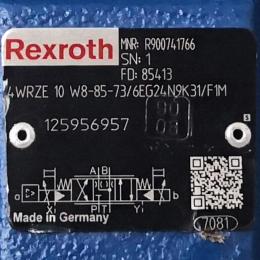 Rexroth
MNR: R900741766
SN: 1
FD: 85413
4WRZE 10 W8-85-73/6EG24N9K31/F1M
125956957
A B
a b
X P T Y
Made in Germany
7081